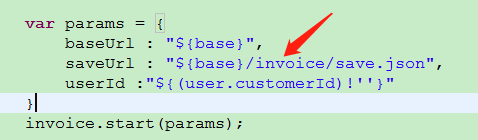 var params = {
baseUrl : "${base}",
saveUrl : "${base}/invoice/save.json",
userId :"${(user.customerId)!''}"
}
invoice.start(params);